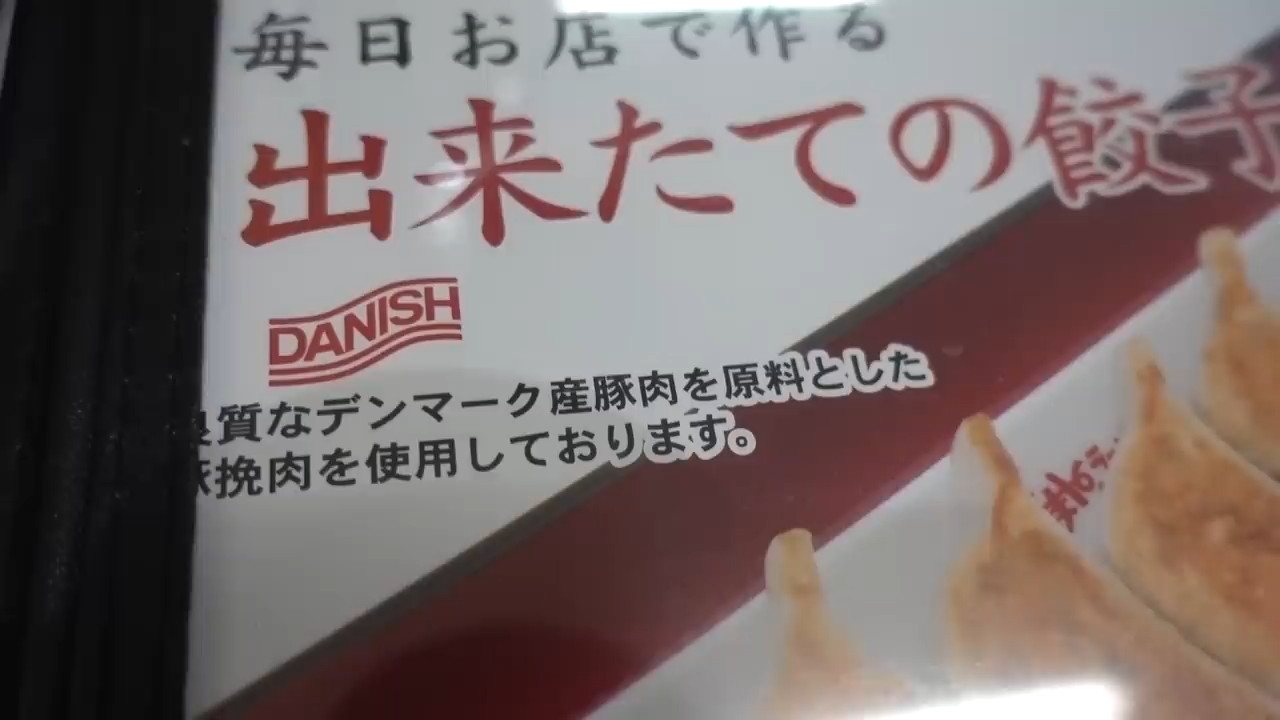 毎日お店で作る
出来たての餃子
DANISH
質なデンマーク産豚肉を原料とした
挽肉を使用しております。